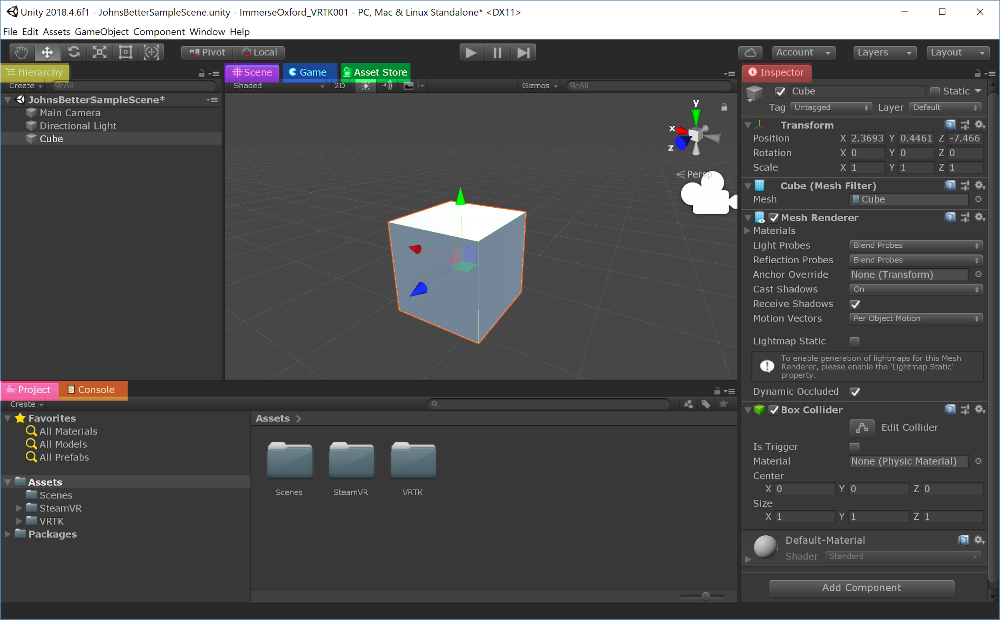 Unity 2018.4.6f1 - JohnsBetterSampleScene.unity - ImmerseOxford_VRTK001 - PC, Mac & Linux Standalone* <DX11>
File Edit Assets GameObject Component Window Help
Pivot Local Account Layers Layout
Hierarchy
Create All
JohnsBetterSampleScene*
Main Camera
Directional Light
Cube
Scene Game Asset Store
Shaded 2D Gizmos All
y
x
z
Persp
Inspector
Cube Static
Tag Untagged Layer Default
Transform
Position X 2.3693 Y 0.4461 Z -7.466
Rotation X 0 Y 0 Z 0
Scale X 1 Y 1 Z 1
Cube (Mesh Filter)
Mesh Cube
Mesh Renderer
Materials
Light Probes Blend Probes
Reflection Probes Blend Probes
Anchor Override None (Transform)
Cast Shadows On
Receive Shadows
Motion Vectors Per Object Motion
Lightmap Static
To enable generation of lightmaps for this Mesh
Renderer, please enable the 'Lightmap Static'
property.
Dynamic Occluded
Box Collider
Edit Collider
Is Trigger
Material None (Physic Material)
Center
X 0 Y 0 Z 0
Size
X 1 Y 1 Z 1
Default-Material
Shader Standard
Add Component
Project Console
Create
Favorites
All Materials
All Models
All Prefabs
Assets
Scenes
SteamVR
VRTK
Packages
Assets
Scenes SteamVR VRTK